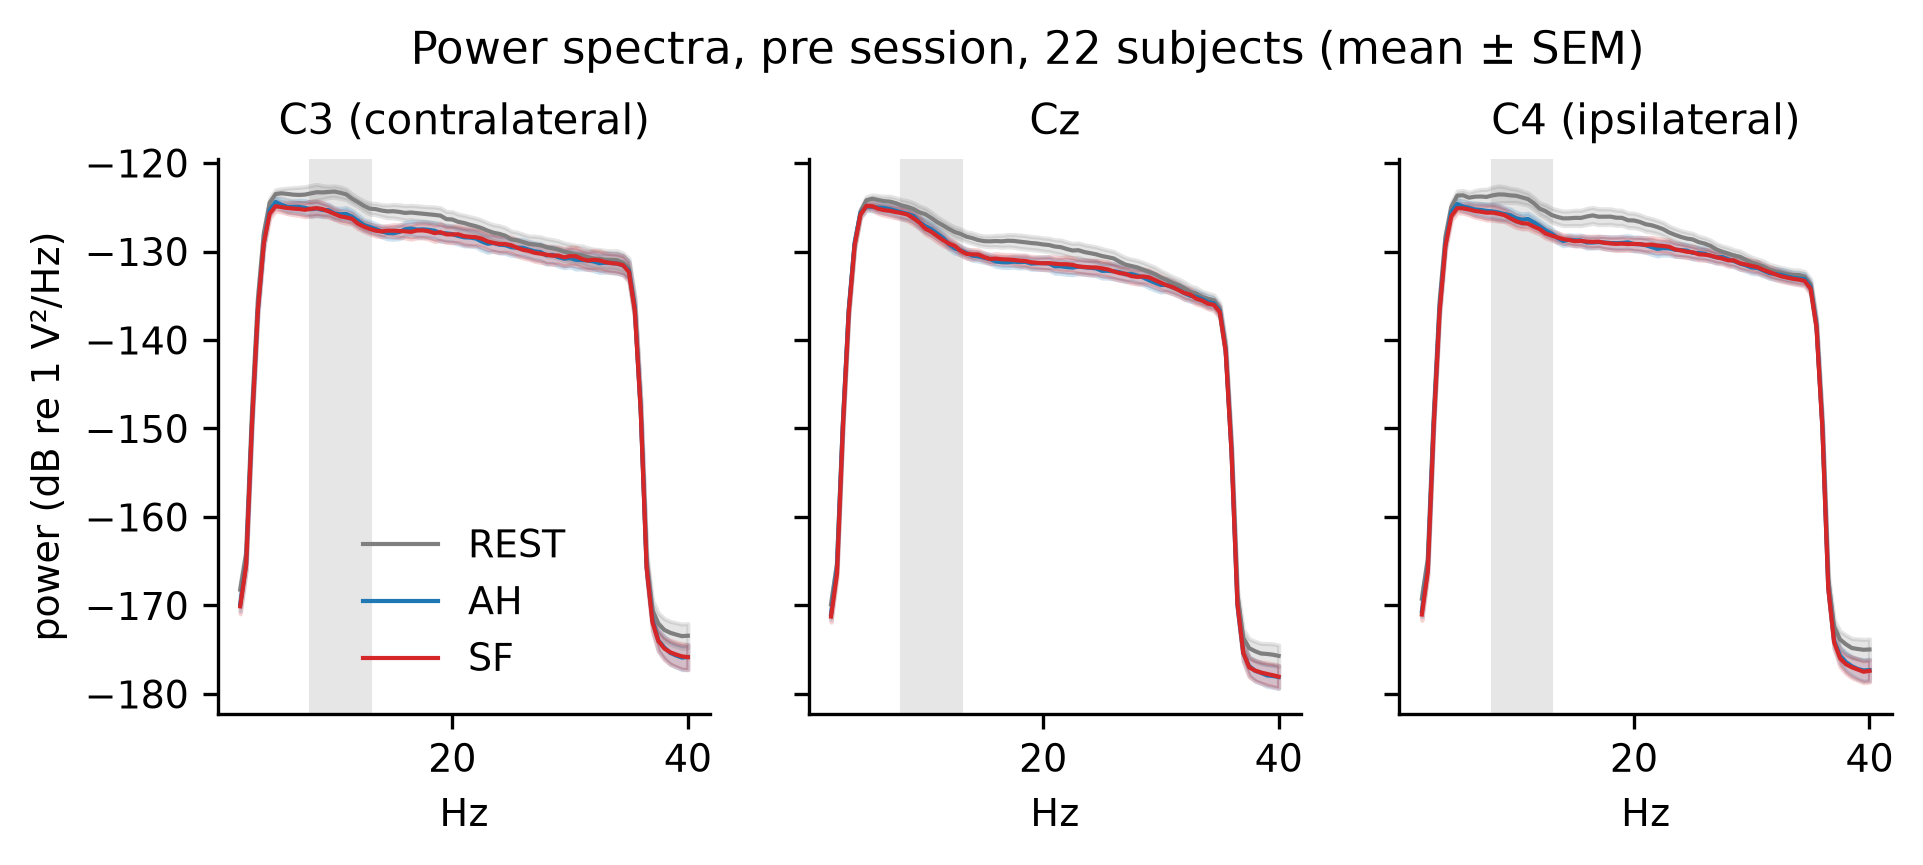 Power spectra, pre session, 22 subjects (mean ± SEM)
C3 (contralateral)
Cz
C4 (ipsilateral)
power (dB re 1 V²/Hz)
−120
−130
−140
−150
−160
−170
−180
REST
AH
SF
20
40
20
40
20
40
Hz
Hz
Hz